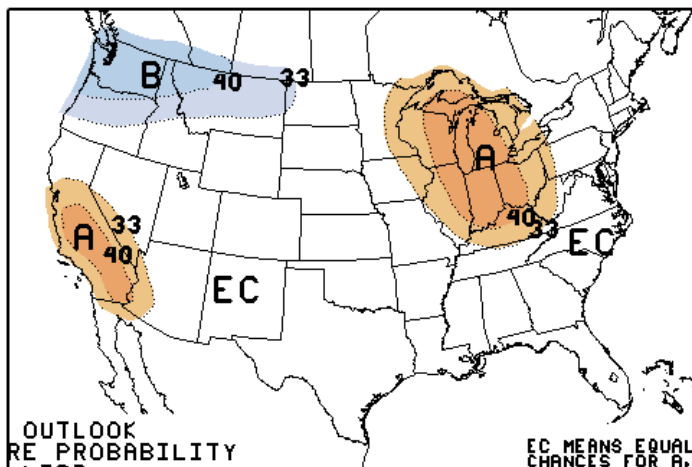 B
40
33
A
40
33
EC
33
A
40
EC
OUTLOOK
RE PROBABILITY
EC MEANS EQUAL
CHANCES FOR A,